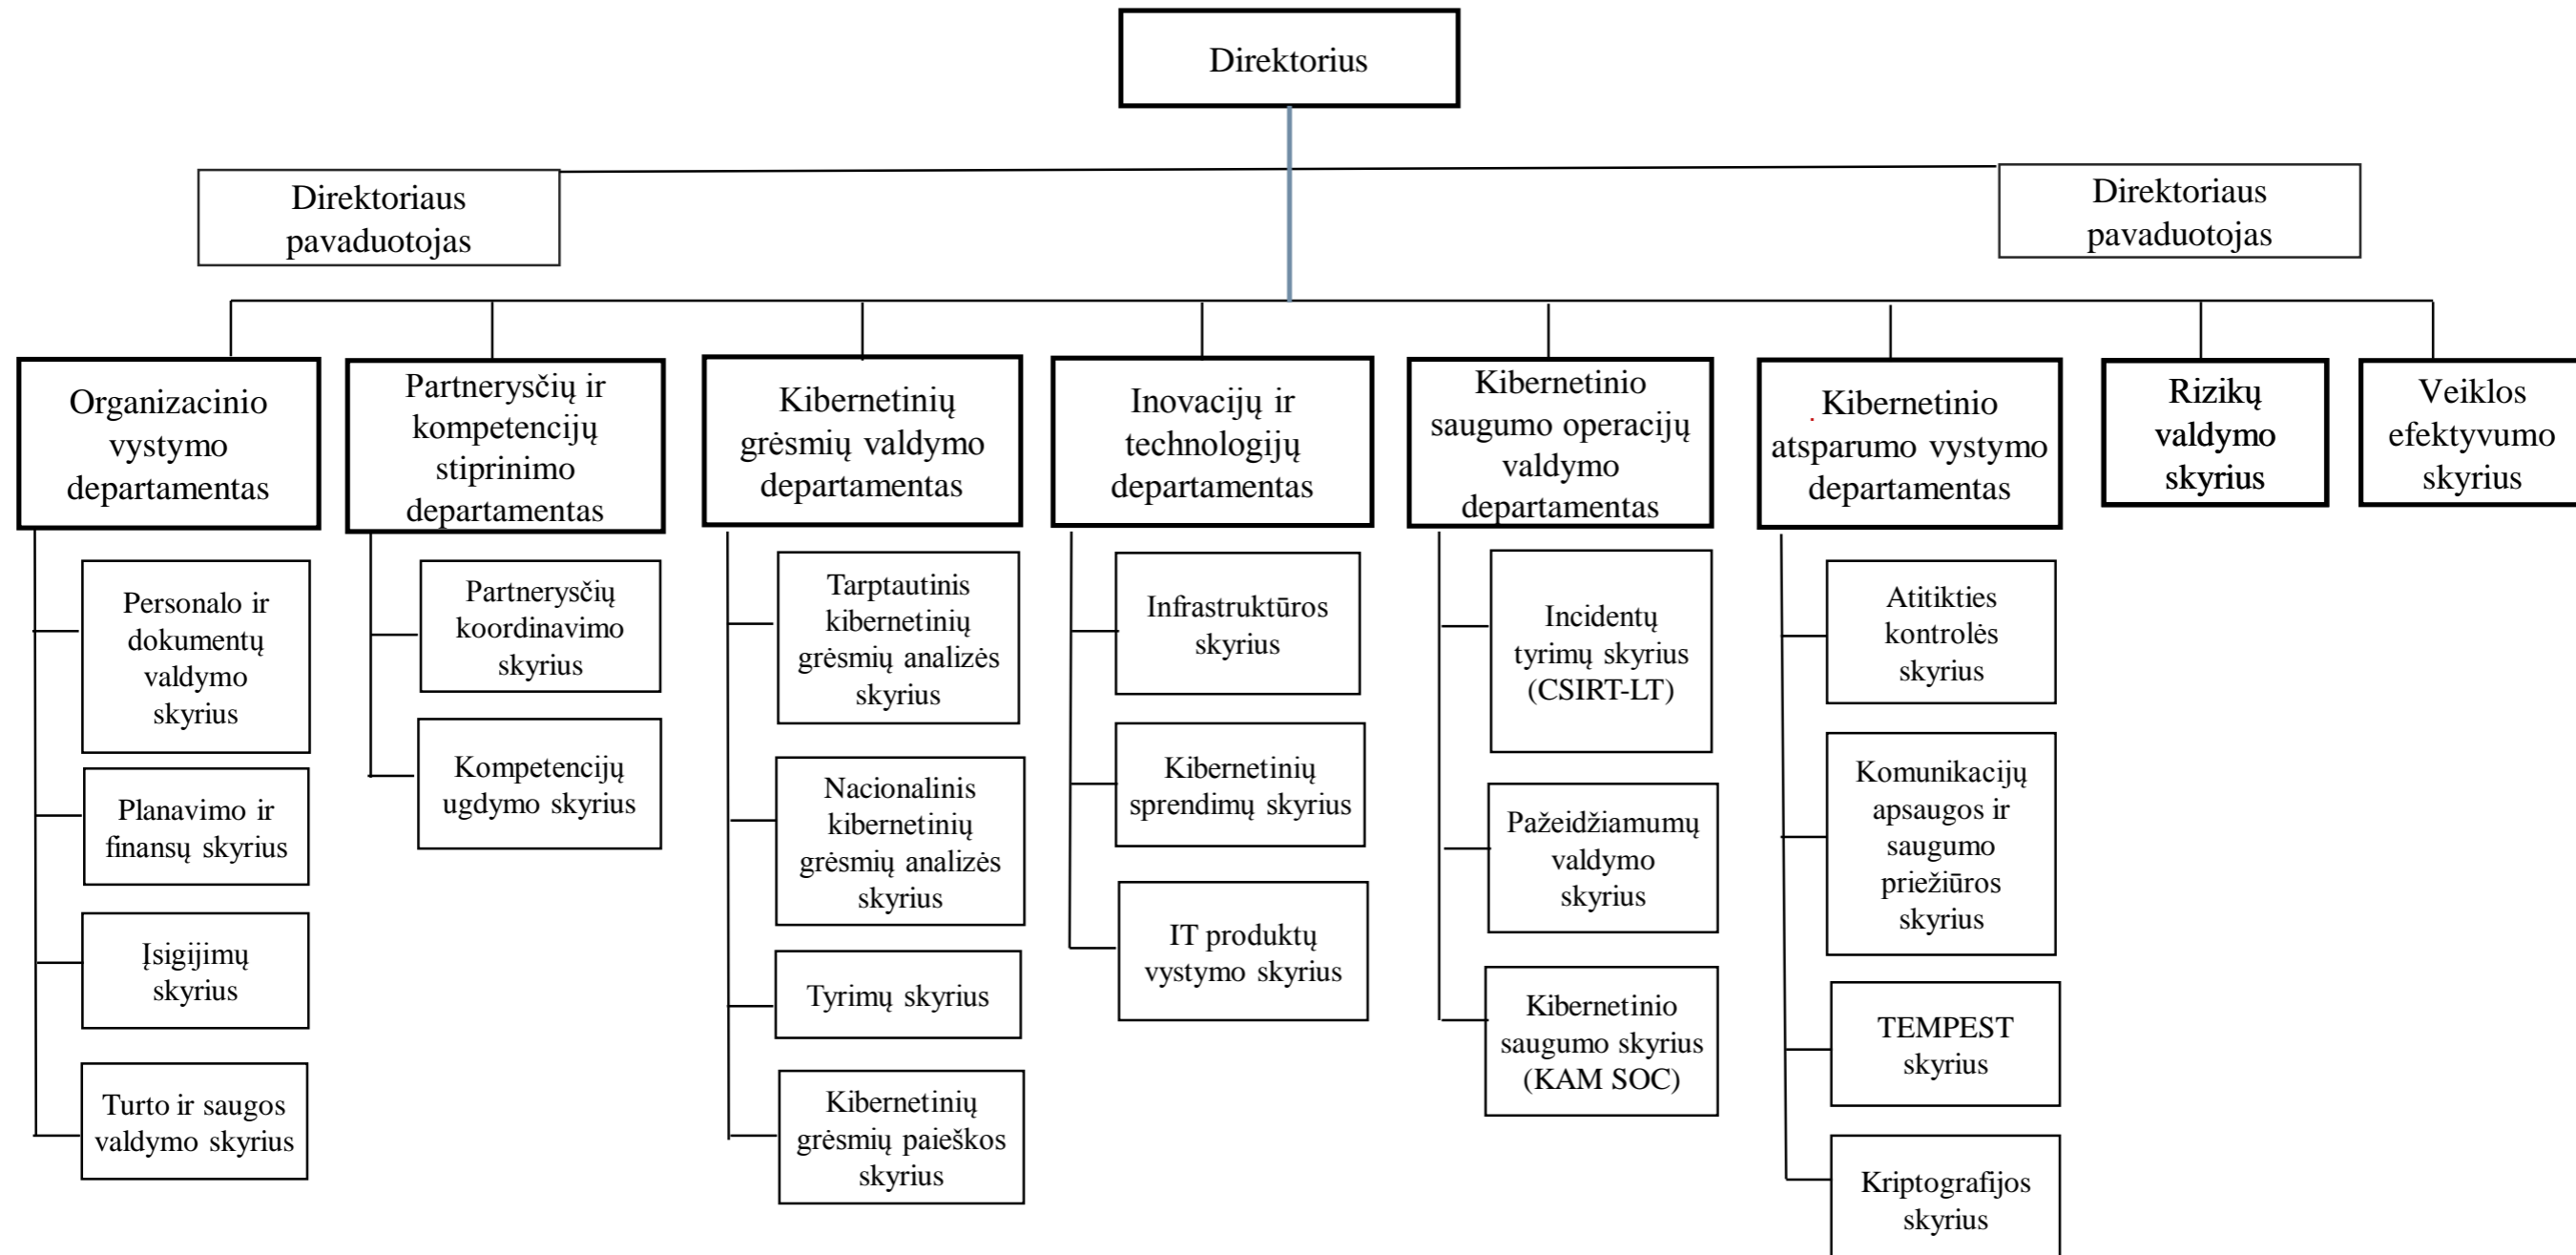 Direktorius
Direktoriaus
pavaduotojas
Direktoriaus
pavaduotojas
Organizacinio
vystymo
departamentas
Partnerysčių ir
kompetencijų
stiprinimo
departamentas
Kibernetinių
grėsmių valdymo
departamentas
Inovacijų ir
technologijų
departamentas
Kibernetinio
saugumo operacijų
valdymo
departamentas
Kibernetinio
atsparumo vystymo
departamentas
Rizikų
valdymo
skyrius
Veiklos
efektyvumo
skyrius
Personalo ir
dokumentų
valdymo
skyrius
Planavimo ir
finansų skyrius
Įsigijimų
skyrius
Turto ir saugos
valdymo skyrius
Partnerysčių
koordinavimo
skyrius
Kompetencijų
ugdymo skyrius
Tarptautinis
kibernetinių
grėsmių analizės
skyrius
Nacionalinis
kibernetinių
grėsmių analizės
skyrius
Tyrimų skyrius
Kibernetinių
grėsmių paieškos
skyrius
Infrastruktūros
skyrius
Kibernetinių
sprendimų skyrius
IT produktų
vystymo skyrius
Incidentų
tyrimų skyrius
(CSIRT-LT)
Pažeidžiamumų
valdymo
skyrius
Kibernetinio
saugumo skyrius
(KAM SOC)
Atitikties
kontrolės
skyrius
Komunikacijų
apsaugos ir
saugumo
priežiūros
skyrius
TEMPEST
skyrius
Kriptografijos
skyrius